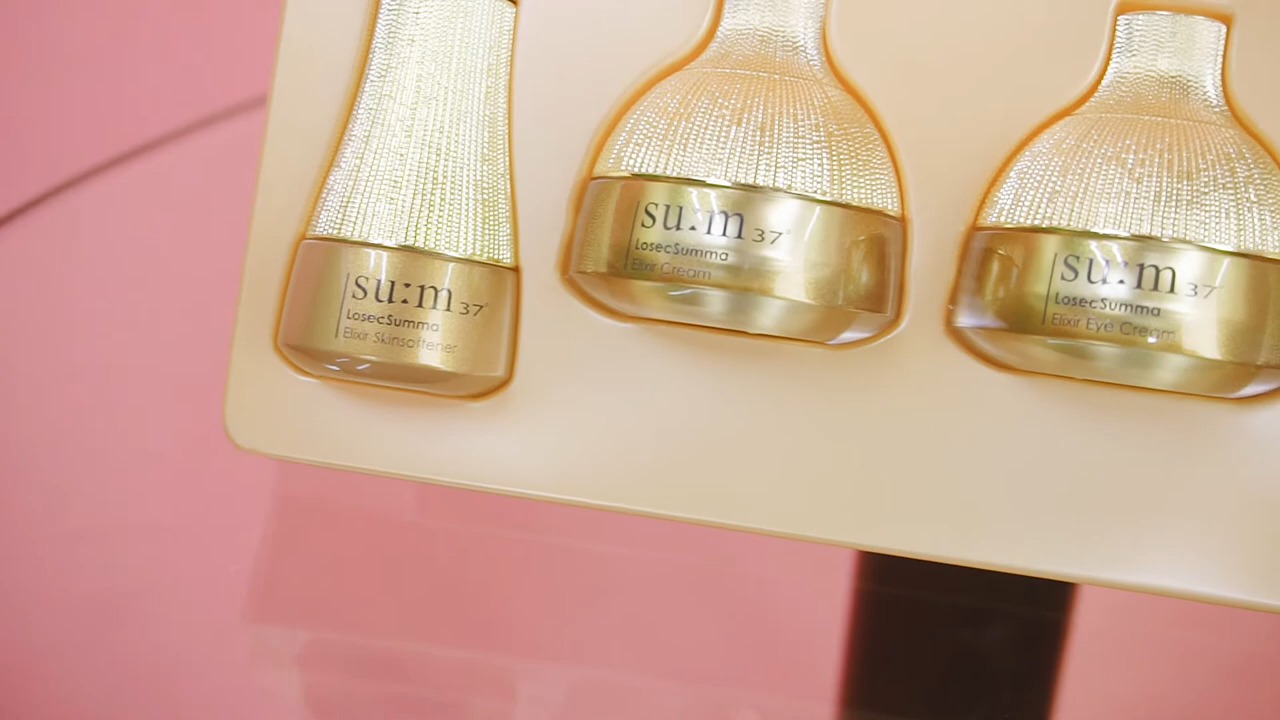 su:m37°
LosecSumma
Elixir Skinsoftener
su:m37°
LosecSumma
Elixir Cream
su:m37°
LosecSumma
Elixir Eye Cream